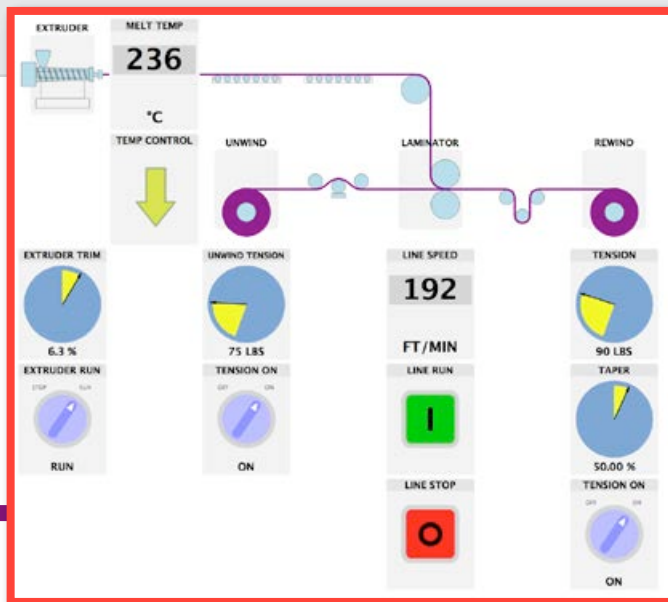 EXTRUDER
MELT TEMP
236
°C
TEMP CONTROL
UNWIND
LAMINATOR
REWIND
EXTRUDER TRIM
6.3 %
UNWIND TENSION
75 LBS
LINE SPEED
192
FT/MIN
TENSION
90 LBS
EXTRUDER RUN
STOP RUN
RUN
TENSION ON
OFF ON
ON
LINE RUN
I
TAPER
50.00 %
LINE STOP
O
TENSION ON
OFF ON
ON